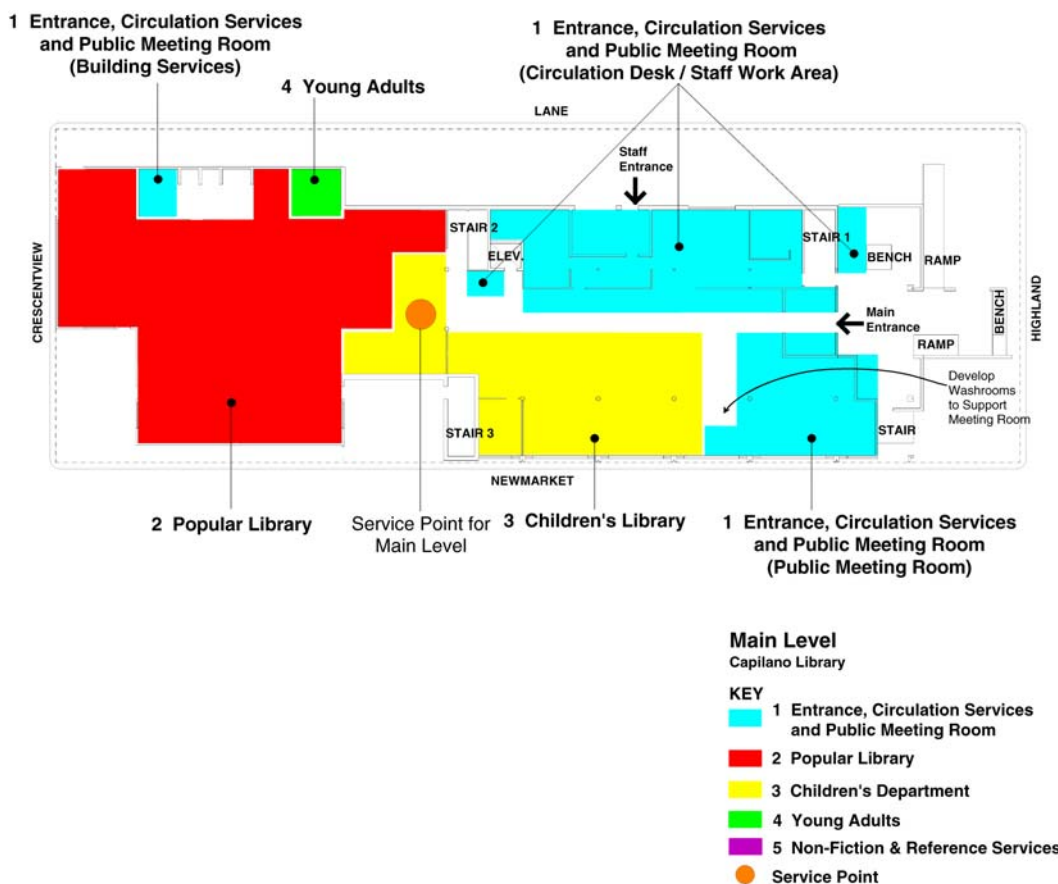 1 Entrance, Circulation Services
and Public Meeting Room
(Building Services)
4 Young Adults
1 Entrance, Circulation Services
and Public Meeting Room
(Circulation Desk / Staff Work Area)
LANE
Staff
Entrance
STAIR 2
ELEV.
STAIR 1
BENCH
RAMP
CRESCENTVIEW
Main
Entrance
BENCH
HIGHLAND
RAMP
Develop
Washrooms
to Support
Meeting Room
STAIR 3
STAIR
NEWMARKET
2 Popular Library
Service Point for
Main Level
3 Children's Library
1 Entrance, Circulation Services
and Public Meeting Room
(Public Meeting Room)
Main Level
Capilano Library
KEY
1 Entrance, Circulation Services
and Public Meeting Room
2 Popular Library
3 Children's Department
4 Young Adults
5 Non-Fiction & Reference Services
Service Point